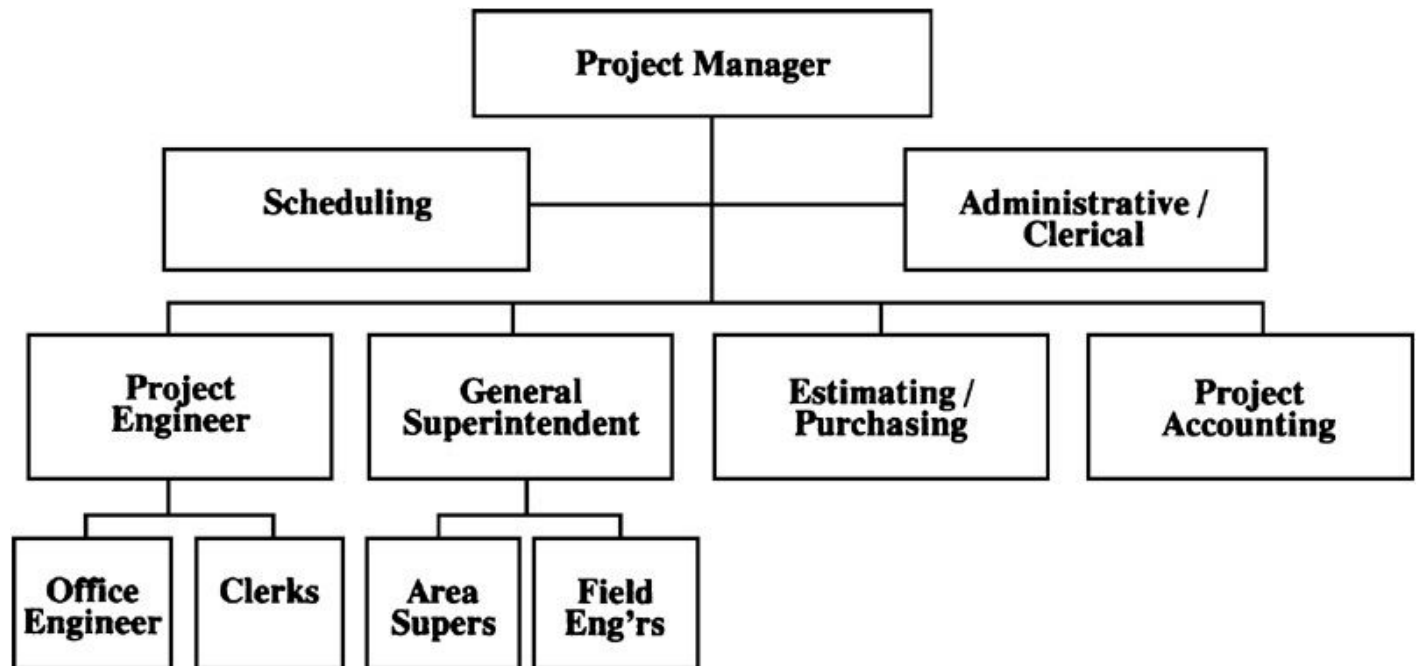 Project Manager
Scheduling
Administrative /
Clerical
Project
Engineer
General
Superintendent
Estimating /
Purchasing
Project
Accounting
Office
Engineer
Clerks
Area
Supers
Field
Eng'rs